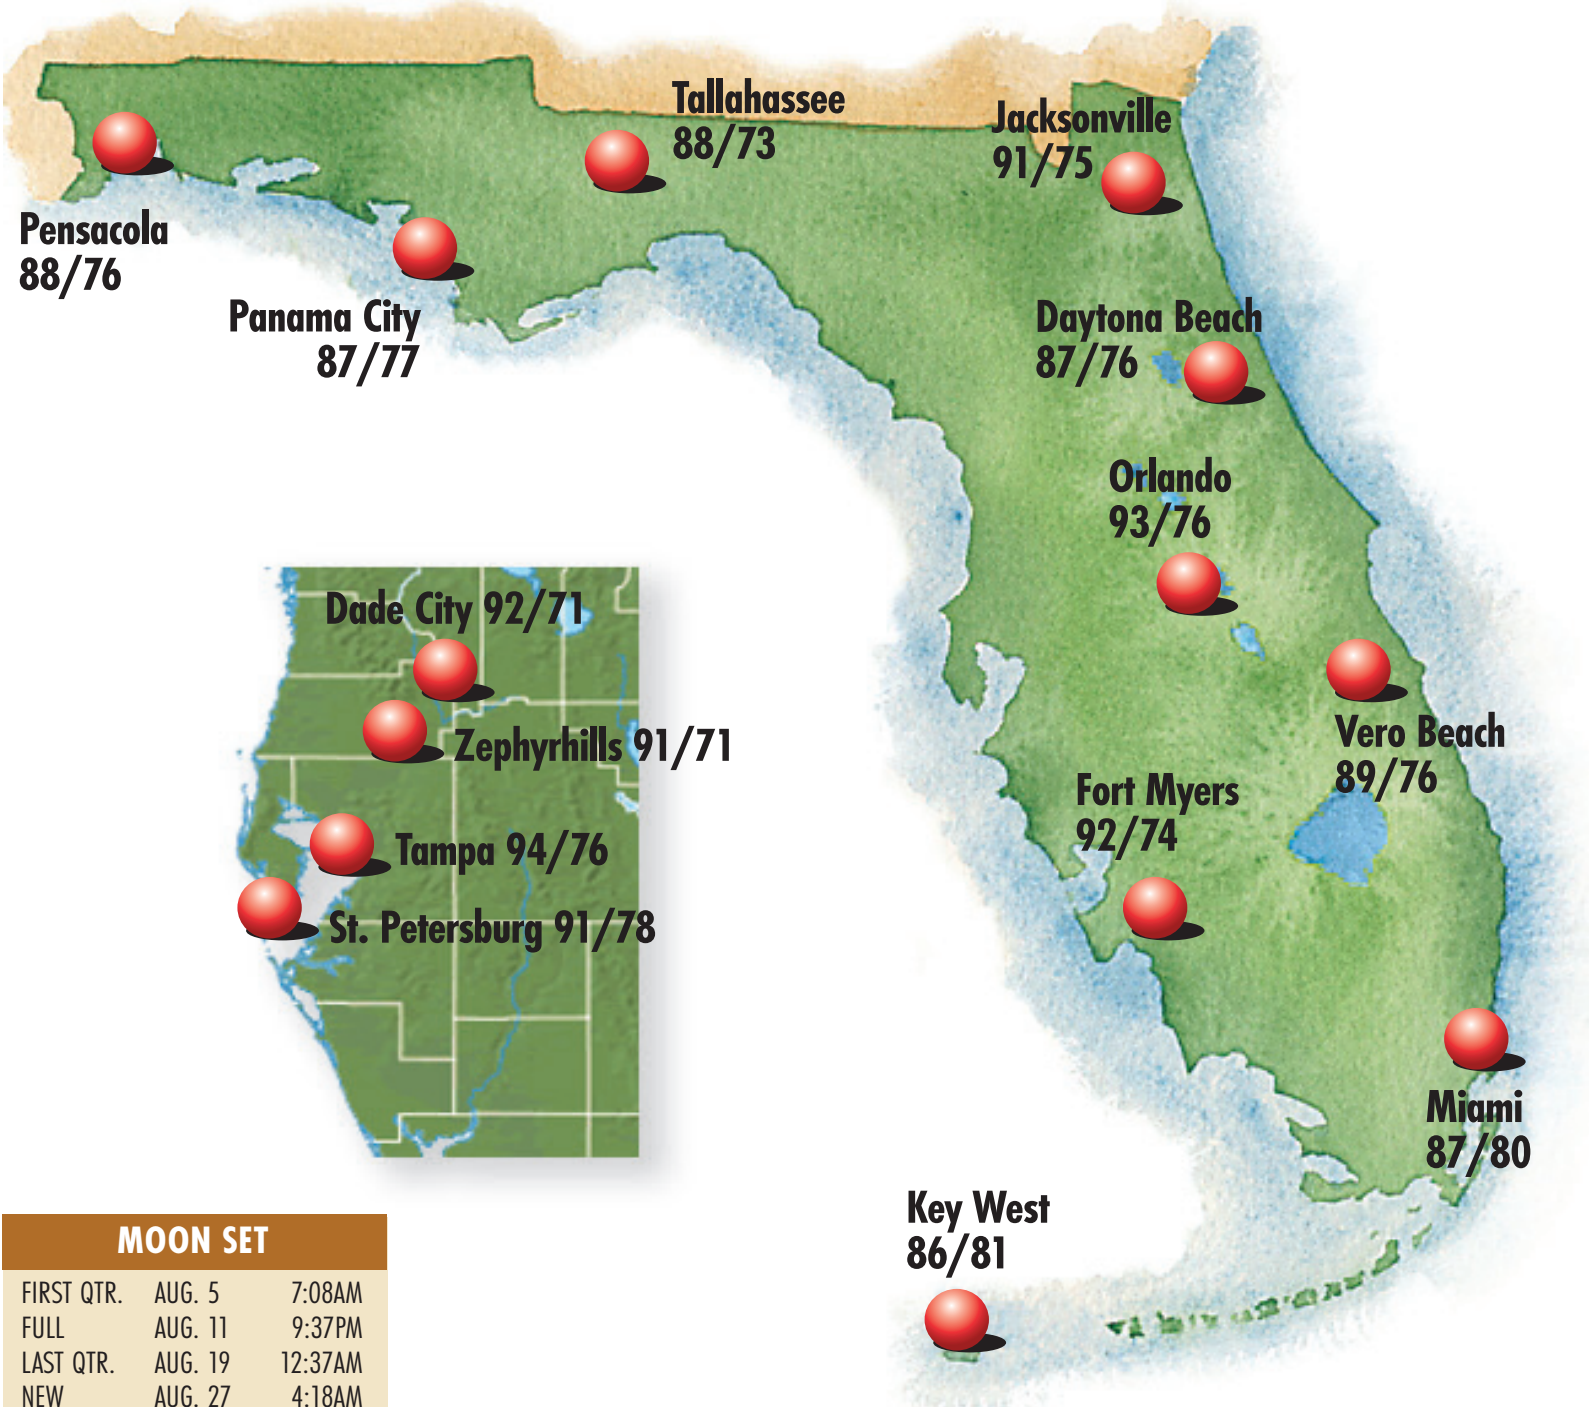 Tallahassee
88/73
Jacksonville
91/75
Pensacola
88/76
Panama City
87/77
Daytona Beach
87/76
Orlando
93/76
Dade City 92/71
Zephyrhills 91/71
Vero Beach
89/76
Fort Myers
92/74
Tampa 94/76
St. Petersburg 91/78
Miami
87/80
Key West
86/81
MOON SET
FIRST QTR. AUG. 5 7:08AM
FULL AUG. 11 9:37PM
LAST QTR. AUG. 19 12:37AM
NEW AUG. 27 4:18AM